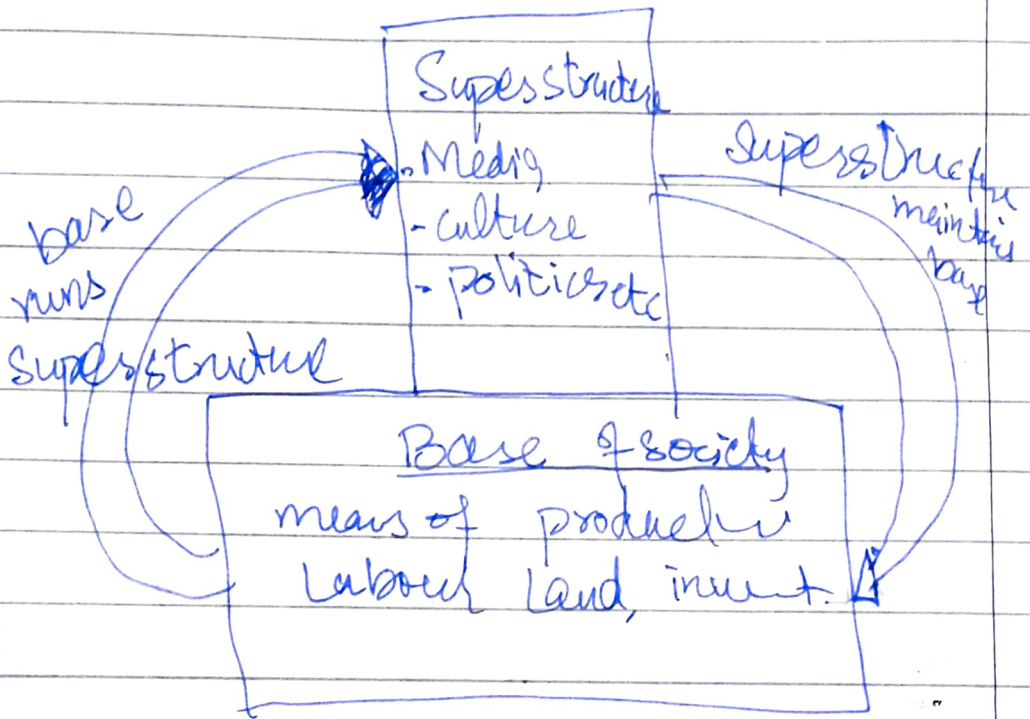 Superstructure
- Media
- culture
- politics etc
base
runs
superstructure
Superstructure
maintains
base
Base of society
means of production
Labour Land,